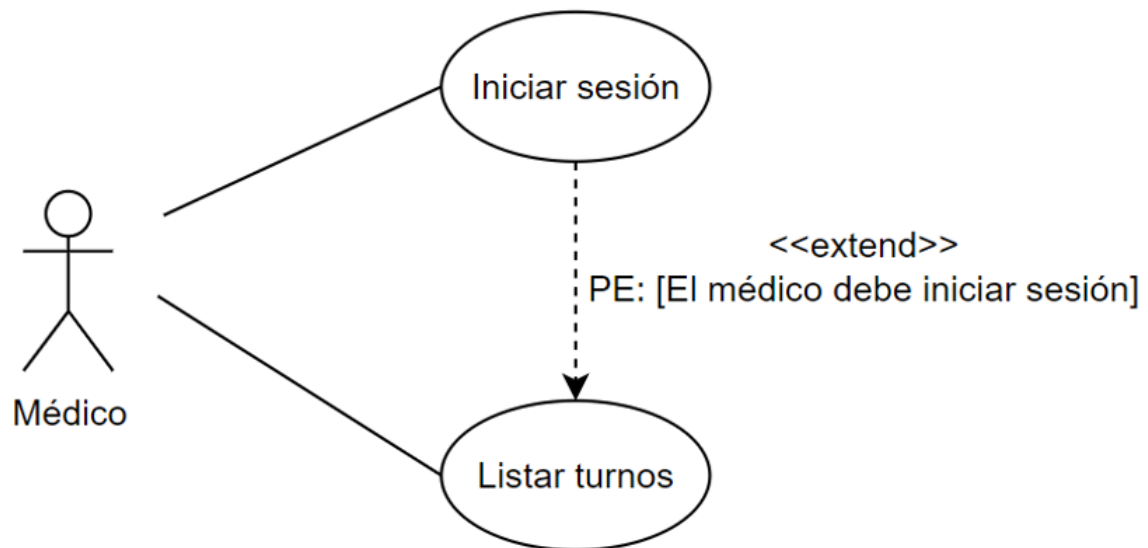 Iniciar sesión
<<extend>>
PE: [El médico debe iniciar sesión]
Médico
Listar turnos